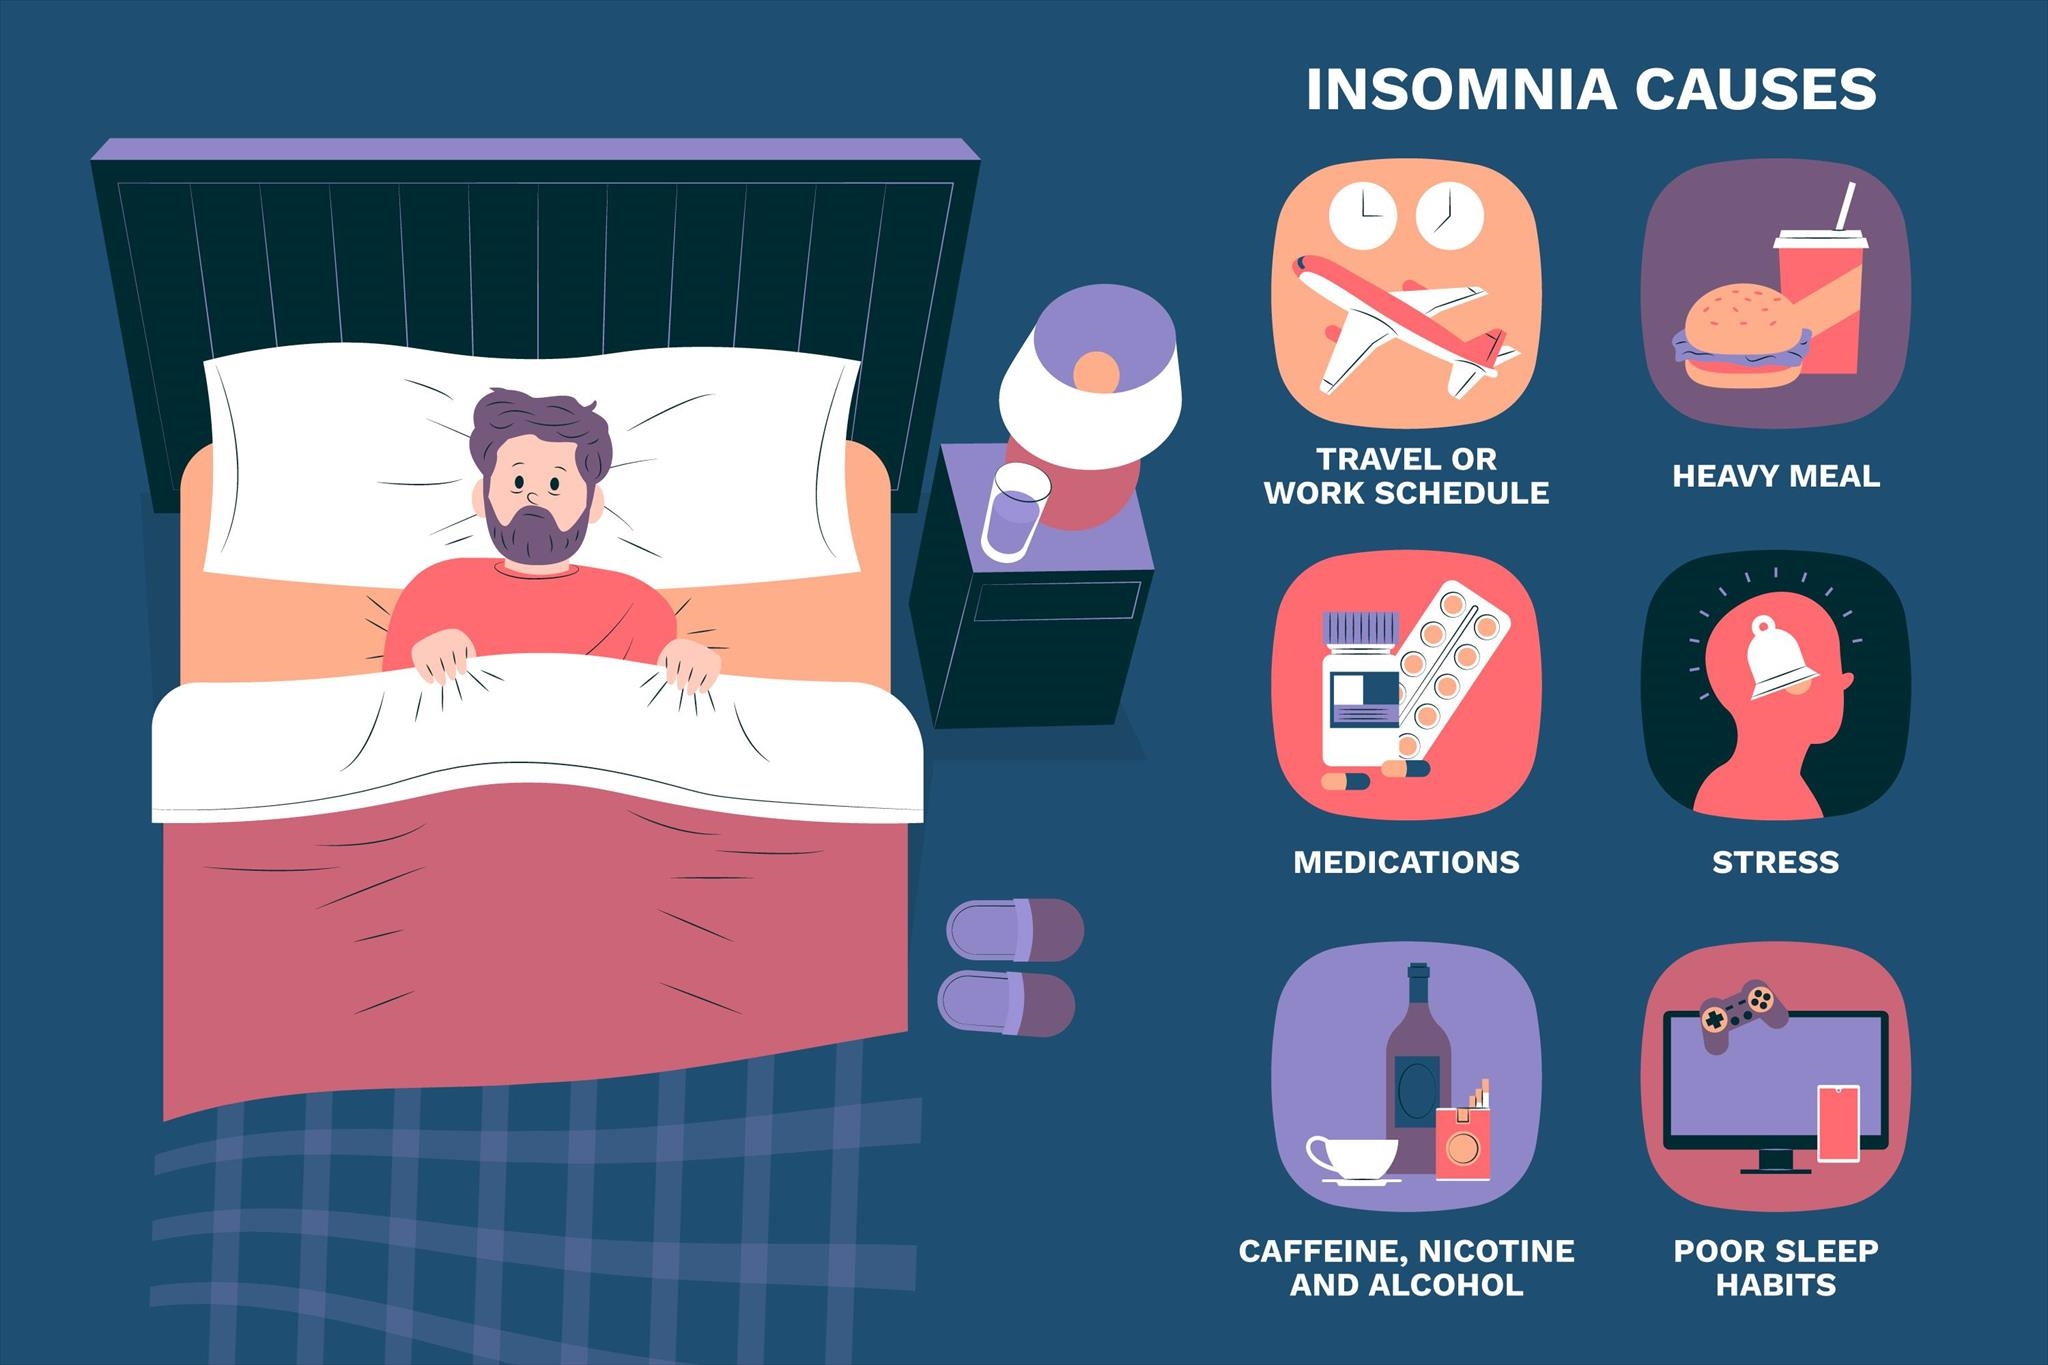 INSOMNIA CAUSES
TRAVEL OR
WORK SCHEDULE
HEAVY MEAL
MEDICATIONS
STRESS
CAFFEINE, NICOTINE
AND ALCOHOL
POOR SLEEP
HABITS